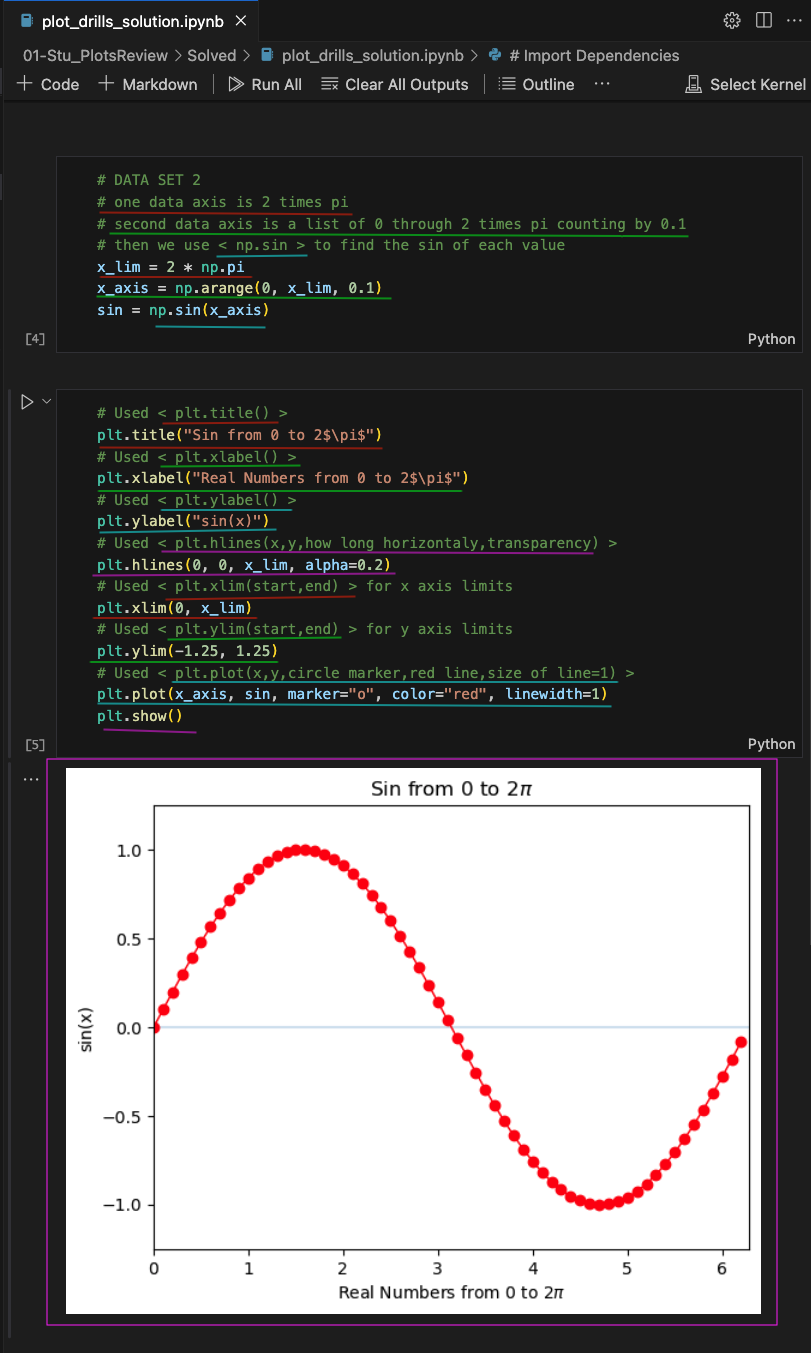 plot_drills_solution.ipynb ×
01-Stu_PlotsReview > Solved > plot_drills_solution.ipynb > # Import Dependencies
+ Code + Markdown | Run All Clear All Outputs | Outline ··· Select Kernel
# DATA SET 2
# one data axis is 2 times pi
# second data axis is a list of 0 through 2 times pi counting by 0.1
# then we use < np.sin > to find the sin of each value
x_lim = 2 * np.pi
x_axis = np.arange(0, x_lim, 0.1)
sin = np.sin(x_axis)
[4] Python
# Used < plt.title() >
plt.title("Sin from 0 to 2$\pi$")
# Used < plt.xlabel() >
plt.xlabel("Real Numbers from 0 to 2$\pi$")
# Used < plt.ylabel() >
plt.ylabel("sin(x)")
# Used < plt.hlines(x,y,how long horizontaly,transparency) >
plt.hlines(0, 0, x_lim, alpha=0.2)
# Used < plt.xlim(start,end) > for x axis limits
plt.xlim(0, x_lim)
# Used < plt.ylim(start,end) > for y axis limits
plt.ylim(-1.25, 1.25)
# Used < plt.plot(x,y,circle marker,red line,size of line=1) >
plt.plot(x_axis, sin, marker="o", color="red", linewidth=1)
plt.show()
[5] Python
···
Sin from 0 to 2π
1.0
0.5
0.0
−0.5
−1.0
sin(x)
0 1 2 3 4 5 6
Real Numbers from 0 to 2π